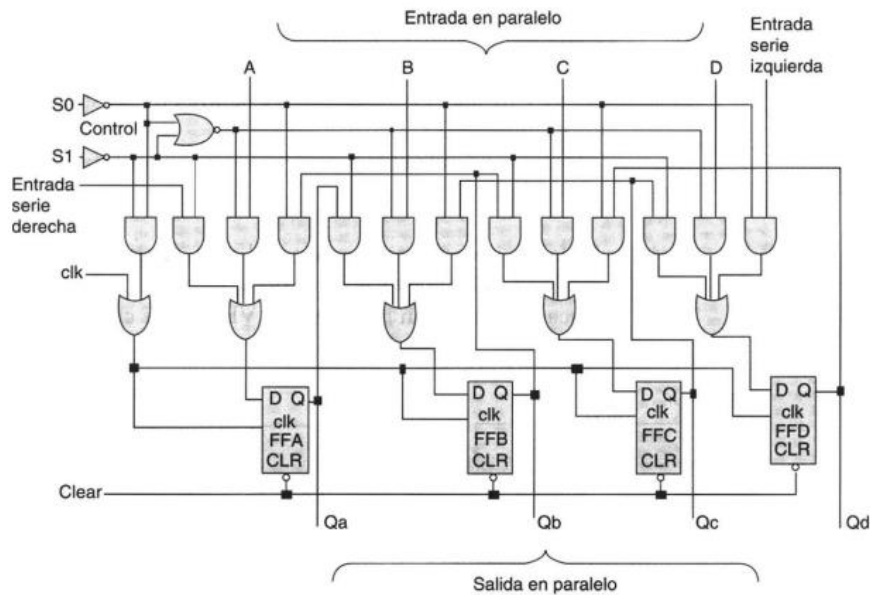 Entrada en paralelo
Entrada
serie
izquierda
A
B
C
D
S0
Control
S1
Entrada
serie
derecha
clk
D Q
clk
FFA
CLR
D Q
clk
FFB
CLR
D Q
clk
FFC
CLR
D Q
clk
FFD
CLR
Clear
Qa
Qb
Qc
Qd
Salida en paralelo